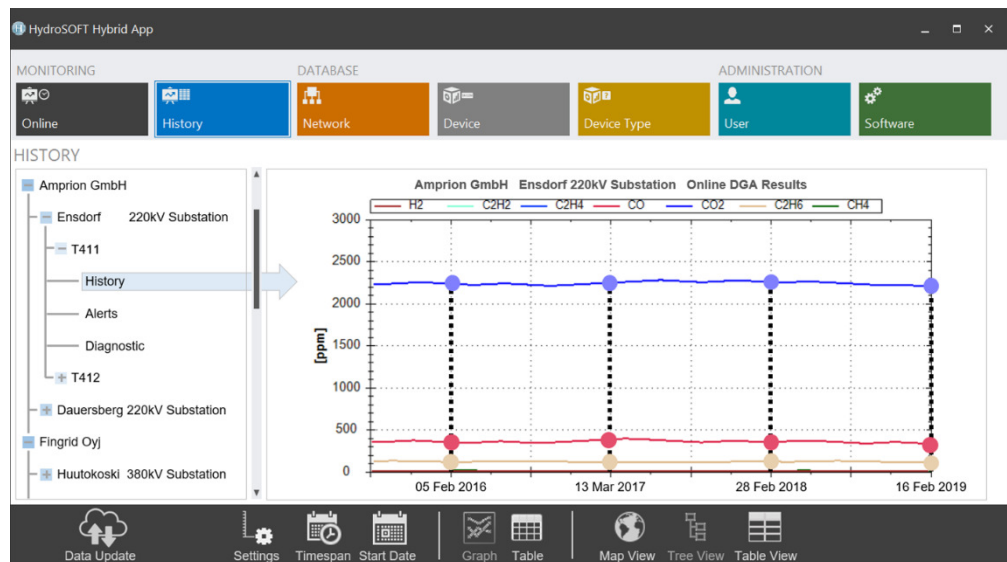 HydroSOFT Hybrid App
MONITORING DATABASE ADMINISTRATION
Online History Network Device Device Type User Software
HISTORY
Amprion GmbH
Ensdorf 220kV Substation
T411
History
Alerts
Diagnostic
T412
Dauersberg 220kV Substation
Fingrid Oyj
Huutokoski 380kV Substation
Amprion GmbH Ensdorf 220kV Substation Online DGA Results
H2 C2H2 C2H4 CO CO2 C2H6 CH4
3000
2500
2000
1500
1000
500
0
[ppm]
05 Feb 2016 13 Mar 2017 28 Feb 2018 16 Feb 2019
Data Update Settings Timespan Start Date Graph Table Map View Tree View Table View